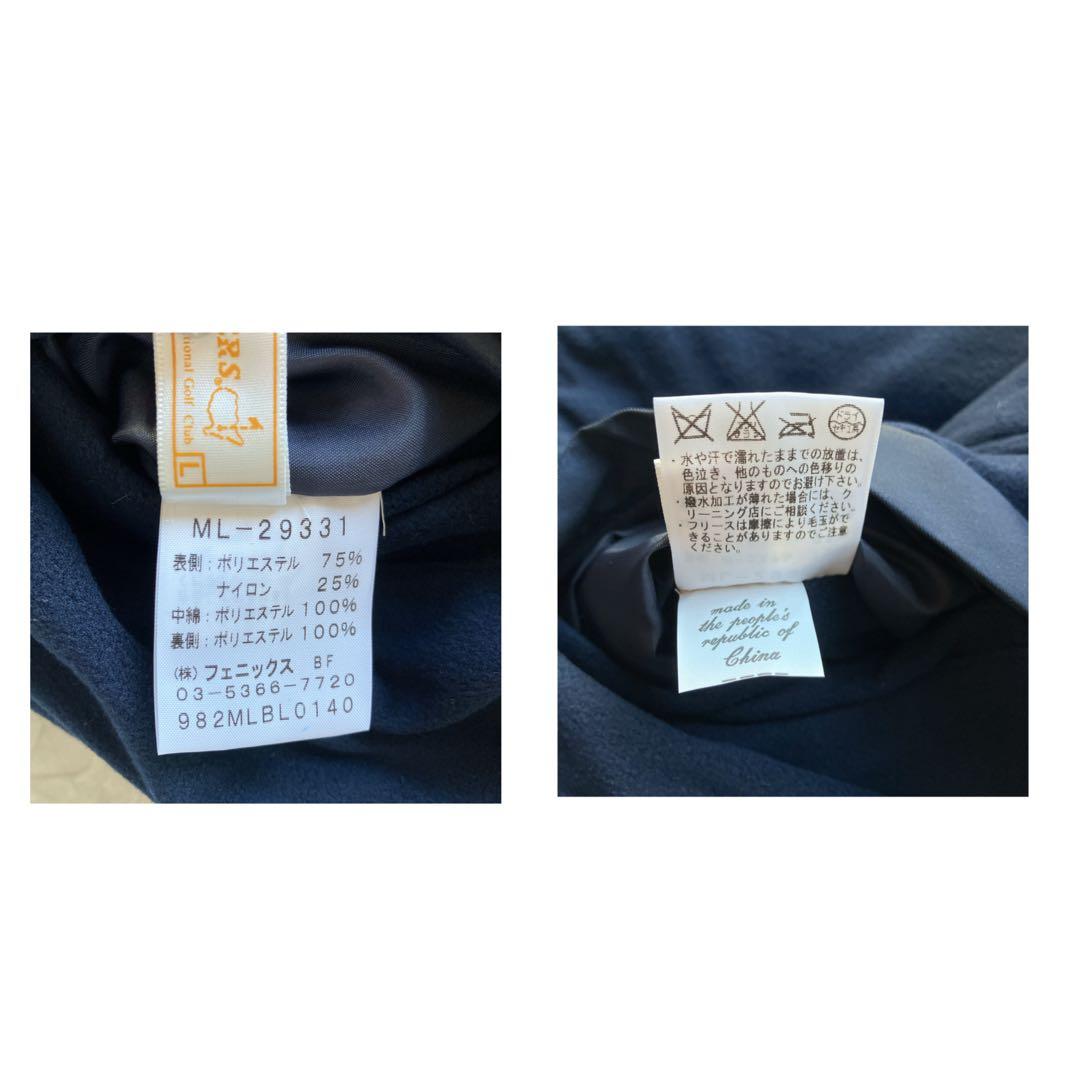 ERS®
tional Golf Club
L
ML-29331
表側:ポリエステル 75%
ナイロン 25%
中綿:ポリエステル 100%
裏側:ポリエステル 100%
(株)フェニックス BF
03-5366-7720
982MLBL0140
ドライ
セキユ系
・水や汗で濡れたままでの放置は、
色泣き、他のものへの色移りの
原因となりますのでお避け下さい。
・撥水加工が薄れた場合には、ク
リーニング店にご相談ください。
・フリースは摩擦により毛玉がで
きることがありますのでご注意
ください。
made in
the people's
republic of
China